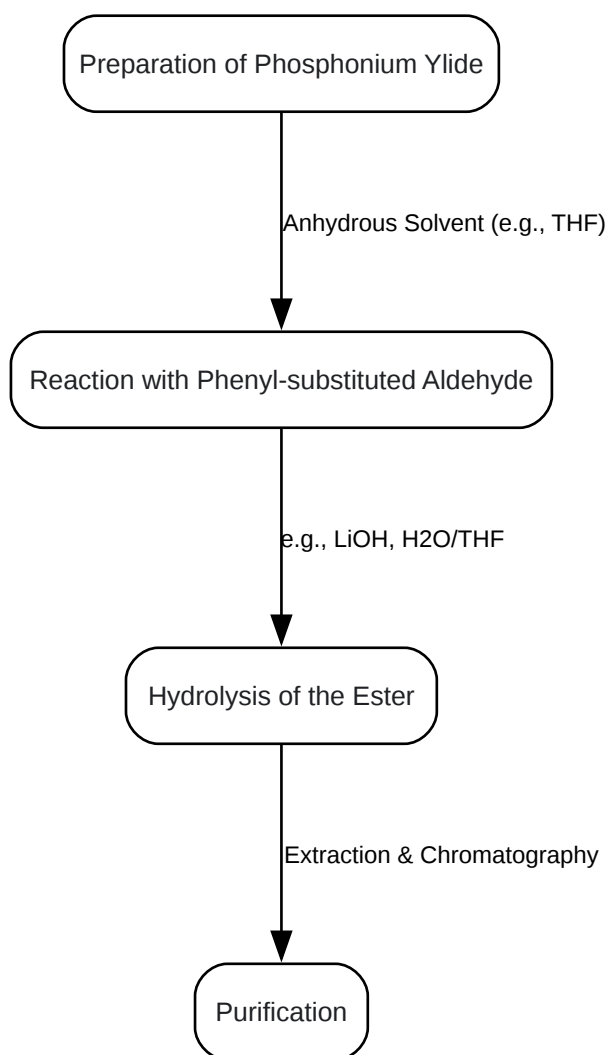 Preparation of Phosphonium Ylide
Anhydrous Solvent (e.g., THF)
Reaction with Phenyl-substituted Aldehyde
e.g., LiOH, H2O/THF
Hydrolysis of the Ester
Extraction & Chromatography
Purification